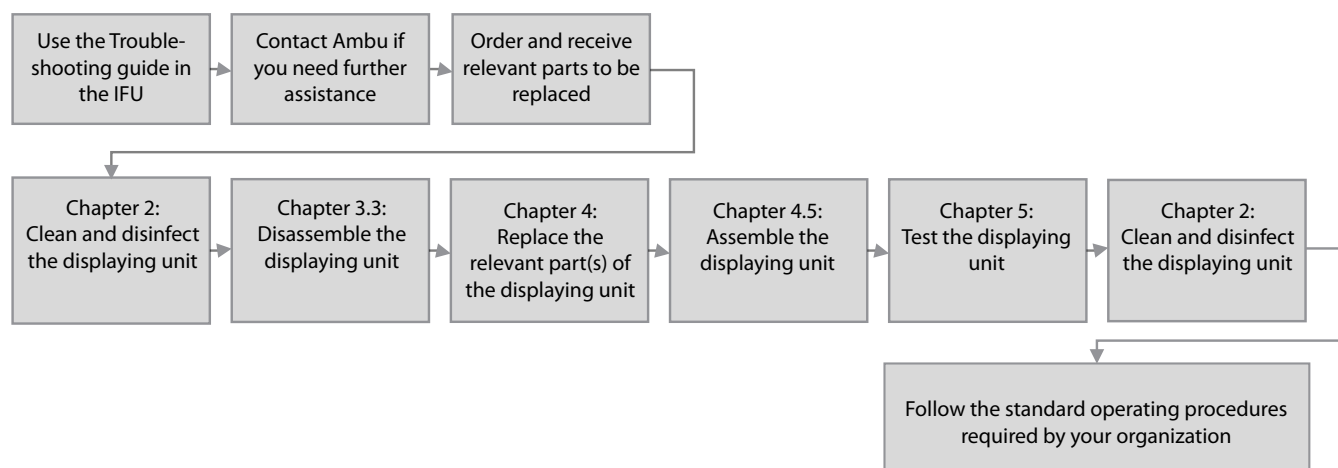 Use the Trouble-
shooting guide in
the IFU
Contact Ambu if
you need further
assistance
Order and receive
relevant parts to be
replaced
Chapter 2:
Clean and disinfect
the displaying unit
Chapter 3.3:
Disassemble the
displaying unit
Chapter 4:
Replace the
relevant part(s) of
the displaying unit
Chapter 4.5:
Assemble the
displaying unit
Chapter 5:
Test the displaying
unit
Chapter 2:
Clean and disinfect
the displaying unit
Follow the standard operating procedures
required by your organization